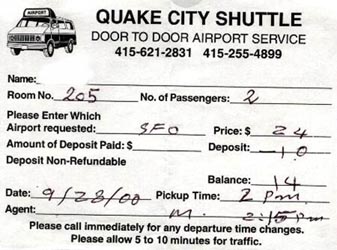 AIRPORT
QUAKE CITY SHUTTLE
DOOR TO DOOR AIRPORT SERVICE
415-621-2831 415-255-4899
Name:
Room No. 205 No. of Passengers: 2
Please Enter Which
Airport requested: SFO Price: $ 24
Amount of Deposit Paid: $ Deposit: -10
Deposit Non-Refundable
Balance: 14
Date: 9/28/00 Pickup Time: 2 pm
Agent: M. 2:15 pm
Please call immediately for any departure time changes.
Please allow 5 to 10 minutes for traffic.